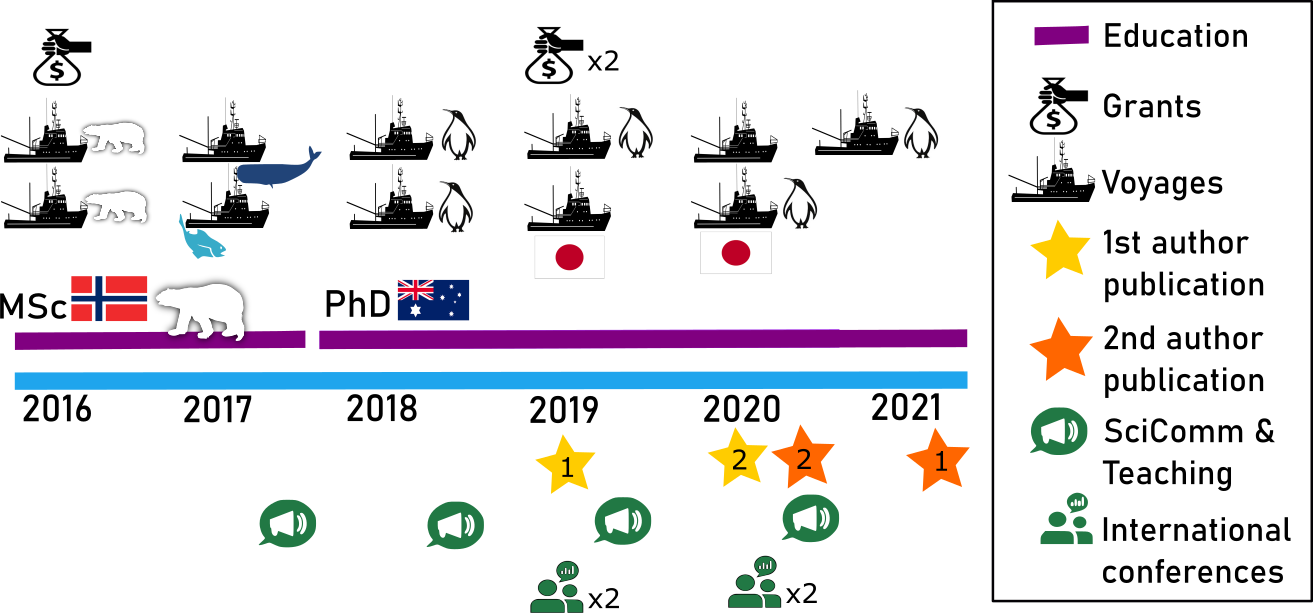 $
$ x2
MSc
PhD
2016 2017 2018 2019 2020 2021
1 2 2 1
x2 x2
Education
$ Grants
Voyages
1st author
publication
2nd author
publication
SciComm &
Teaching
International
conferences